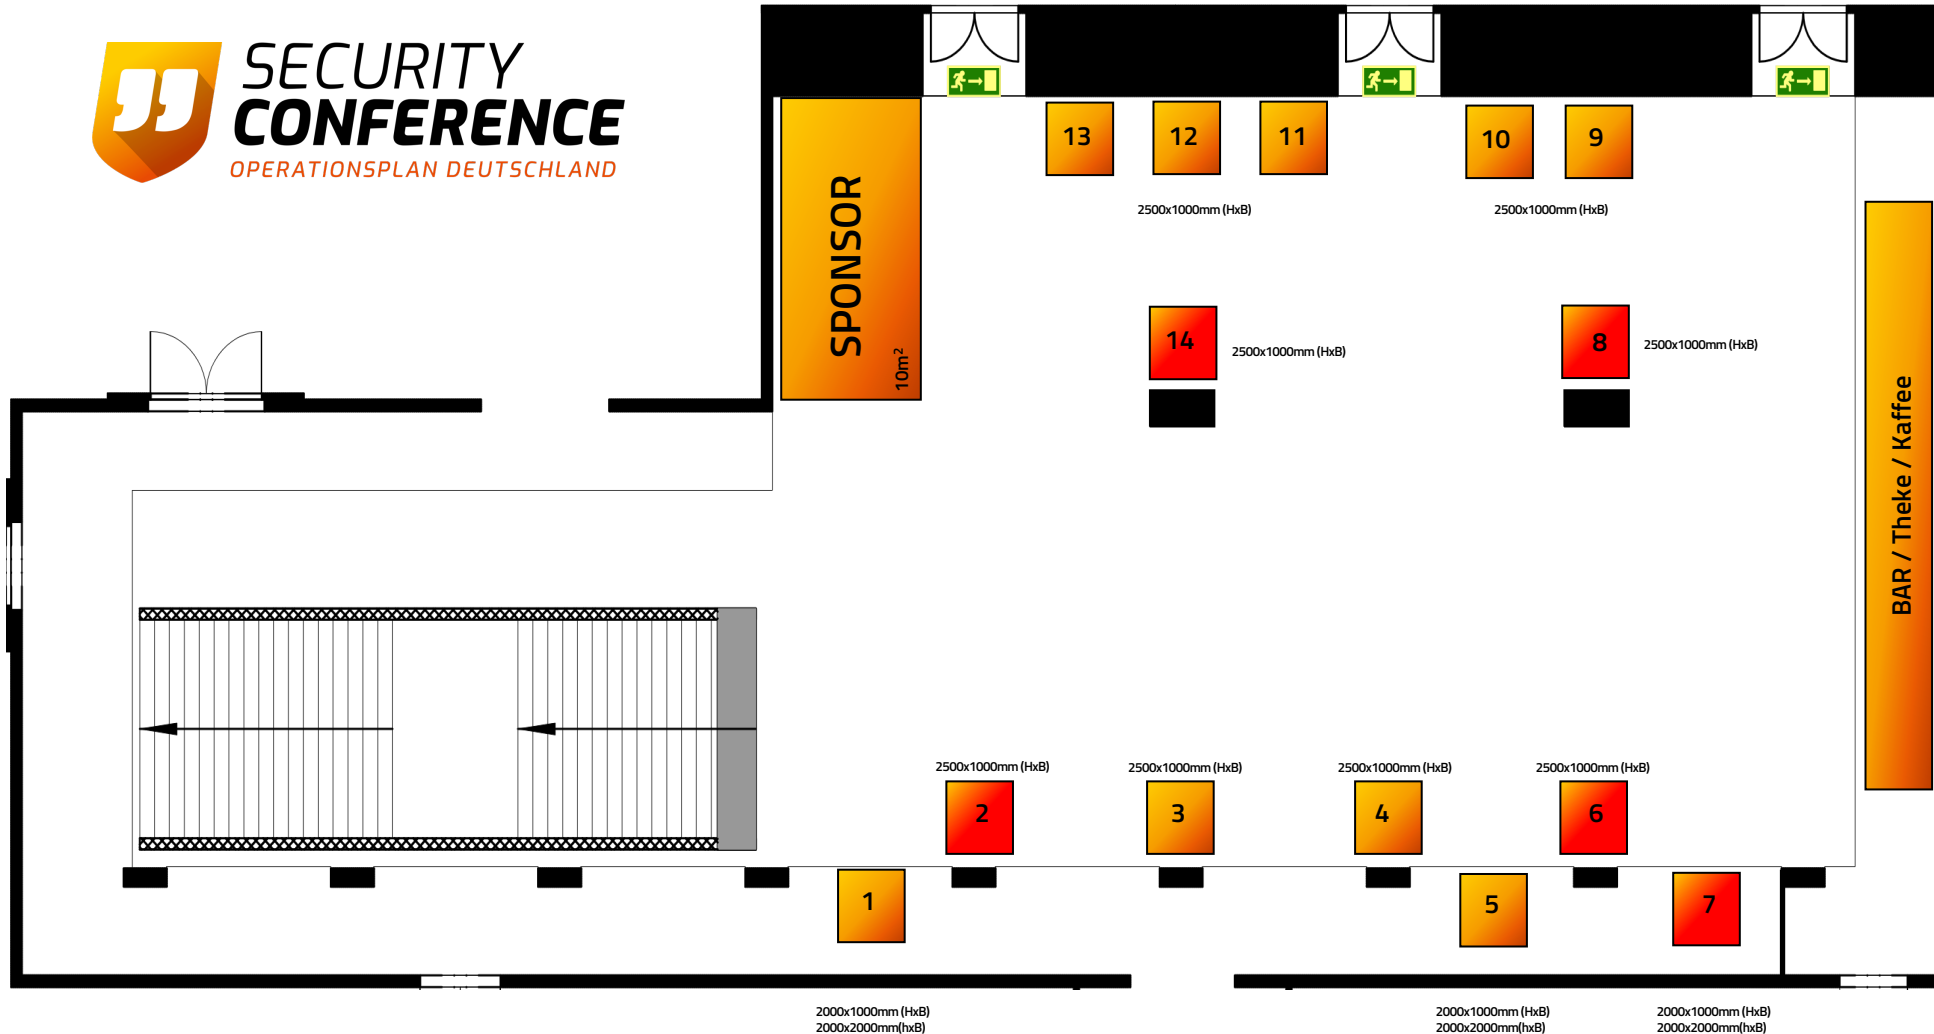 SECURITY
CONFERENCE
OPERATIONSPLAN DEUTSCHLAND
13
12
11
10
9
2500x1000mm (HxB)
2500x1000mm (HxB)
SPONSOR
10m²
14
2500x1000mm (HxB)
8
2500x1000mm (HxB)
BAR / Theke / Kaffee
2500x1000mm (HxB)
2500x1000mm (HxB)
2500x1000mm (HxB)
2500x1000mm (HxB)
2
3
4
6
1
5
7
2000x1000mm (HxB)
2000x2000mm(hxB)
2000x1000mm (HxB)
2000x2000mm(hxB)
2000x1000mm (HxB)
2000x2000mm(hxB)